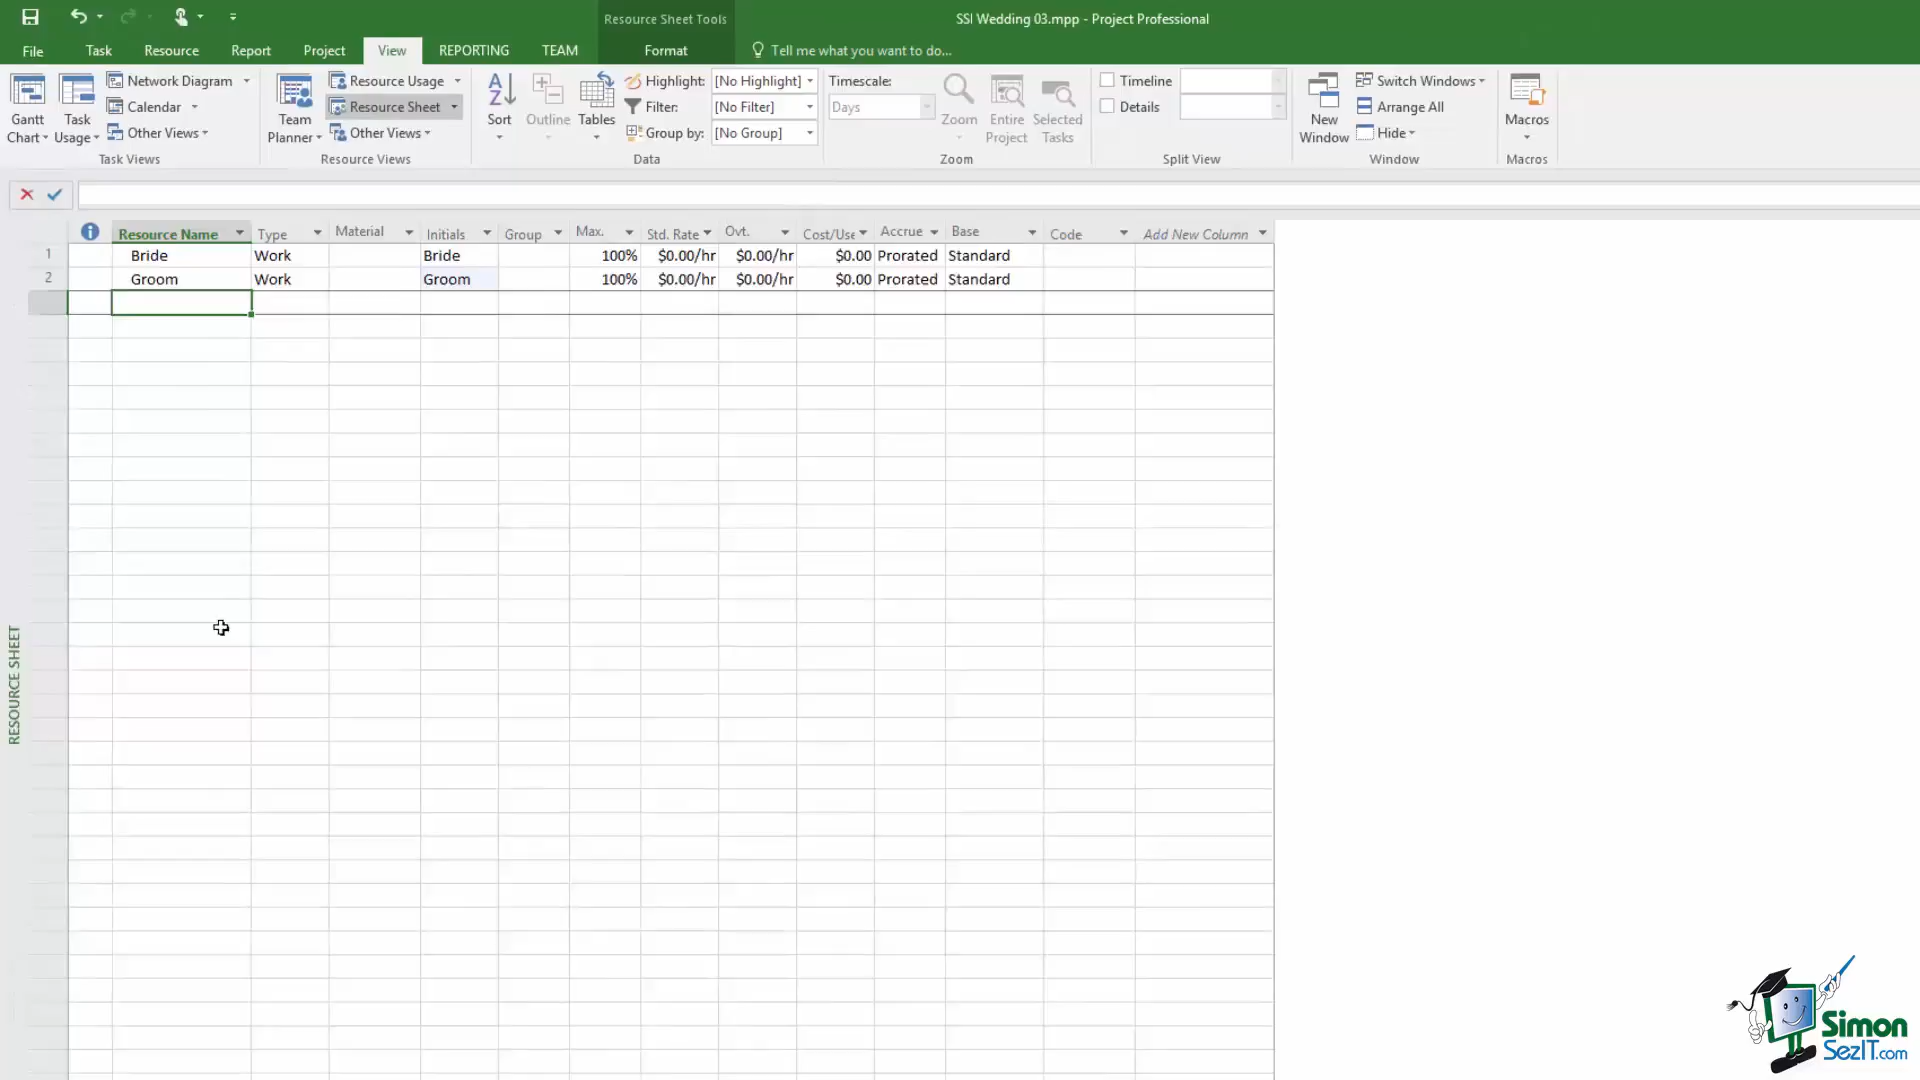 Resource Sheet Tools
SSI Wedding 03.mpp - Project Professional
File Task Resource Report Project View REPORTING TEAM Format Tell me what you want to do...
Gantt Chart
Task Usage
Network Diagram
Calendar
Other Views
Task Views
Team Planner
Resource Usage
Resource Sheet
Other Views
Resource Views
A Z Sort
Outline
Tables
Highlight: [No Highlight]
Filter: [No Filter]
Group by: [No Group]
Data
Timescale:
Days
Zoom
Entire Project
Selected Tasks
Zoom
Timeline
Details
Split View
New Window
Switch Windows
Arrange All
Hide
Window
Macros
Macros
Resource Name Type Material Initials Group Max. Std. Rate Ovt. Cost/Use Accrue Base Code Add New Column
1 Bride Work Bride 100% $0.00/hr $0.00/hr $0.00 Prorated Standard
2 Groom Work Groom 100% $0.00/hr $0.00/hr $0.00 Prorated Standard
RESOURCE SHEET
Simon
SezIT.com